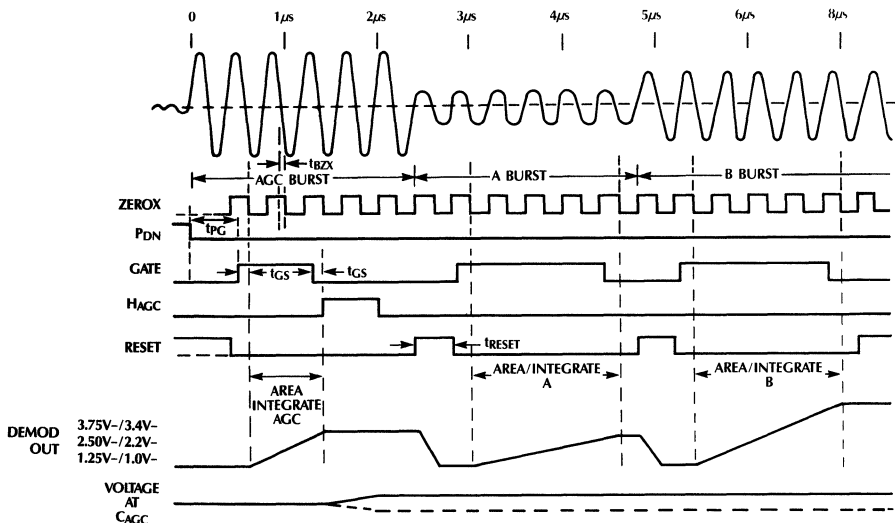 0 1μs 2μs 3μs 4μs 5μs 6μs 8μs
tBZX
AGC BURST A BURST B BURST
ZEROX
tPG
PDN
GATE
tGS tGS
HAGC
RESET
tRESET
AREA
INTEGRATE
AGC
AREA/INTEGRATE
A
AREA/INTEGRATE
B
DEMOD
OUT
3.75V–/3.4V–
2.50V–/2.2V–
1.25V–/1.0V–
VOLTAGE
AT
CAGC